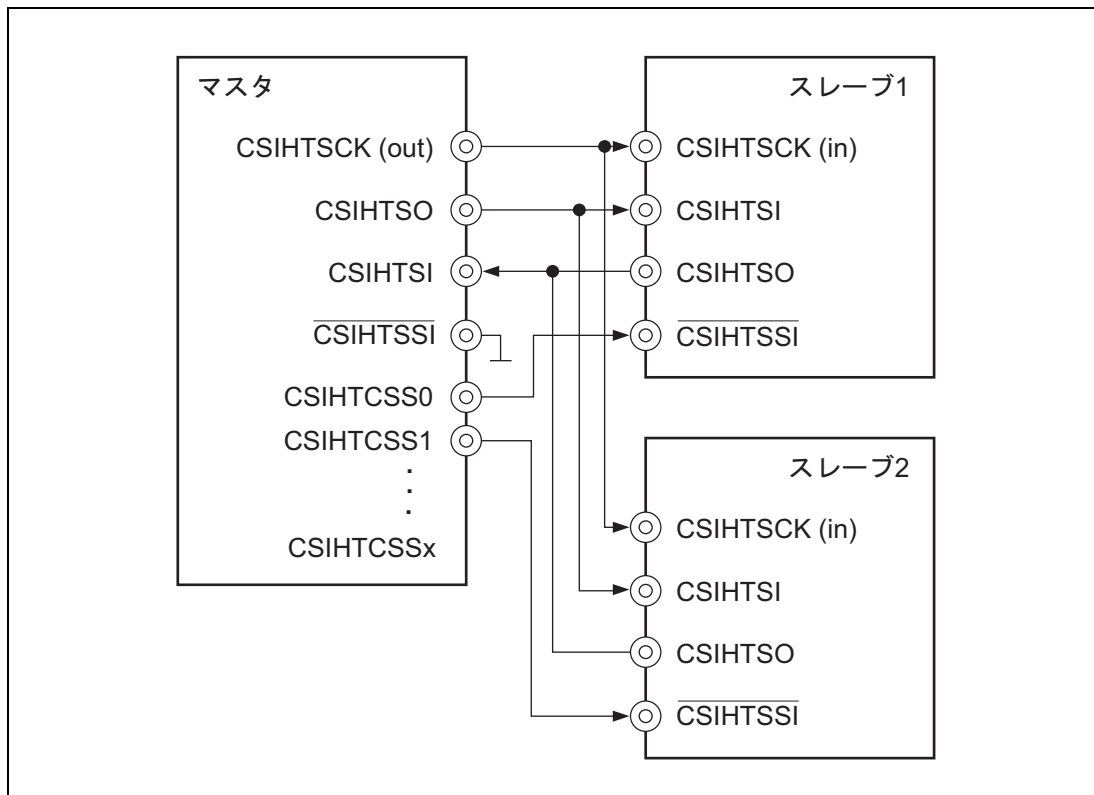 マスタ
CSIHTSCK (out)
CSIHTSO
CSIHTSI
CSIHTSSI
CSIHTCSS0
CSIHTCSS1
.
.
.
CSIHTCSSx
スレーブ1
CSIHTSCK (in)
CSIHTSI
CSIHTSO
CSIHTSSI
スレーブ2
CSIHTSCK (in)
CSIHTSI
CSIHTSO
CSIHTSSI